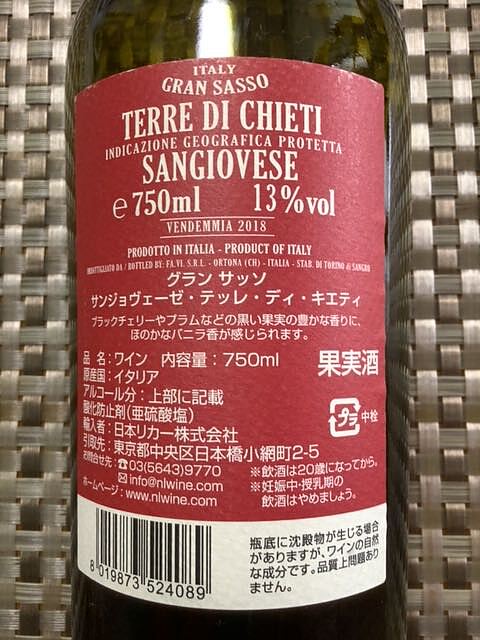 ITALY
GRAN SASSO
TERRE DI CHIETI
INDICAZIONE GEOGRAFICA PROTETTA
SANGIOVESE
℮ 750ml 13%vol
VENDEMMIA 2018
PRODOTTO IN ITALIA - PRODUCT OF ITALY
IMBOTTIGLIATO DA / BOTTLED BY: FA.VI. S.R.L. - ORTONA (CH) - ITALIA - STAB. DI TORINO di SANGRO
グラン サッソ
サンジョヴェーゼ・テッレ・ディ・キエティ
ブラックチェリーやプラムなどの黒い果実の豊かな香りに、
ほのかなバニラ香が感じられます。
品 名：ワイン 内容量：750ml
果実酒
原産国：イタリア
アルコール分：上部に記載
酸化防止剤（亜硫酸塩）
プラ 中栓
輸入者：日本リカー株式会社
引取先：東京都中央区日本橋小網町2-5
お問合せ先：☎03(5643)9770
✉info@nlwine.com
ホームページ：www.nlwine.com
※飲酒は20歳になってから。
※妊娠中・授乳期の
飲酒はやめましょう。
瓶底に沈殿物が生じる場合
がありますが、ワインの自然
な成分です。品質上問題あり
ません。
8 019873 524089